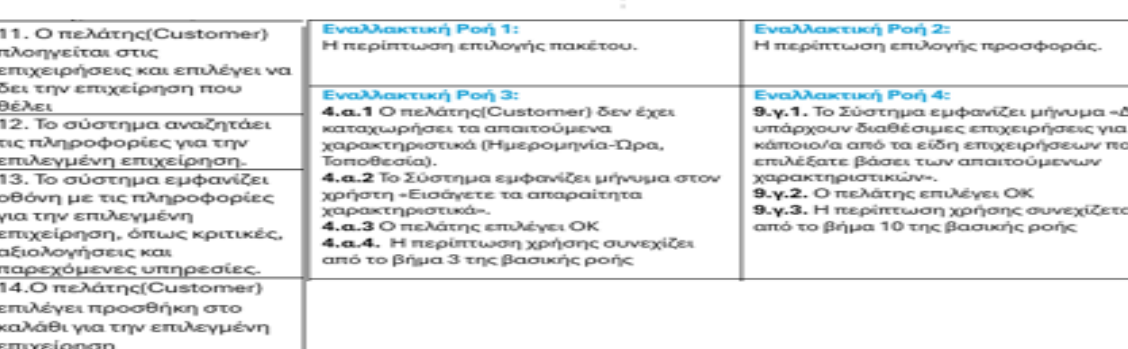 11. Ο πελάτης(Customer)
πλοηγείται στις
επιχειρήσεις και επιλέγει να
δει την επιχείρηση που
θέλει
12. Το σύστημα αναζητάει
τις πληροφορίες για την
επιλεγμένη επιχείρηση.
13. Το σύστημα εμφανίζει
οθόνη με τις πληροφορίες
για την επιλεγμένη
επιχείρηση, όπως κριτικές,
αξιολογήσεις και
παρεχόμενες υπηρεσίες.
14.Ο πελάτης(Customer)
επιλέγει προσθήκη στο
καλάθι για την επιλεγμένη
επιχείρηση
Εναλλακτική Ροή 1:
Η περίπτωση επιλογής πακέτου.
Εναλλακτική Ροή 2:
Η περίπτωση επιλογής προσφοράς.
Εναλλακτική Ροή 3:
4.α.1 Ο πελάτης(Customer) δεν έχει
καταχωρήσει τα απαιτούμενα
χαρακτηριστικά (Ημερομηνία-Ώρα,
Τοποθεσία).
4.α.2 Το Σύστημα εμφανίζει μήνυμα στον
χρήστη «Εισάγετε τα απαραίτητα
χαρακτηριστικά».
4.α.3 Ο πελάτης επιλέγει ΟΚ
4.α.4. Η περίπτωση χρήσης συνεχίζει
από το βήμα 3 της βασικής ροής
Εναλλακτική Ροή 4:
9.γ.1. Το Σύστημα εμφανίζει μήνυμα «Δ
υπάρχουν διαθέσιμες επιχειρήσεις για
κάποιο/α από τα είδη επιχειρήσεων πο
επιλέξατε βάσει των απαιτούμενων
χαρακτηριστικών».
9.γ.2. Ο πελάτης επιλέγει ΟΚ
9.γ.3. Η περίπτωση χρήσης συνεχίζετα
από το βήμα 10 της βασικής ροής